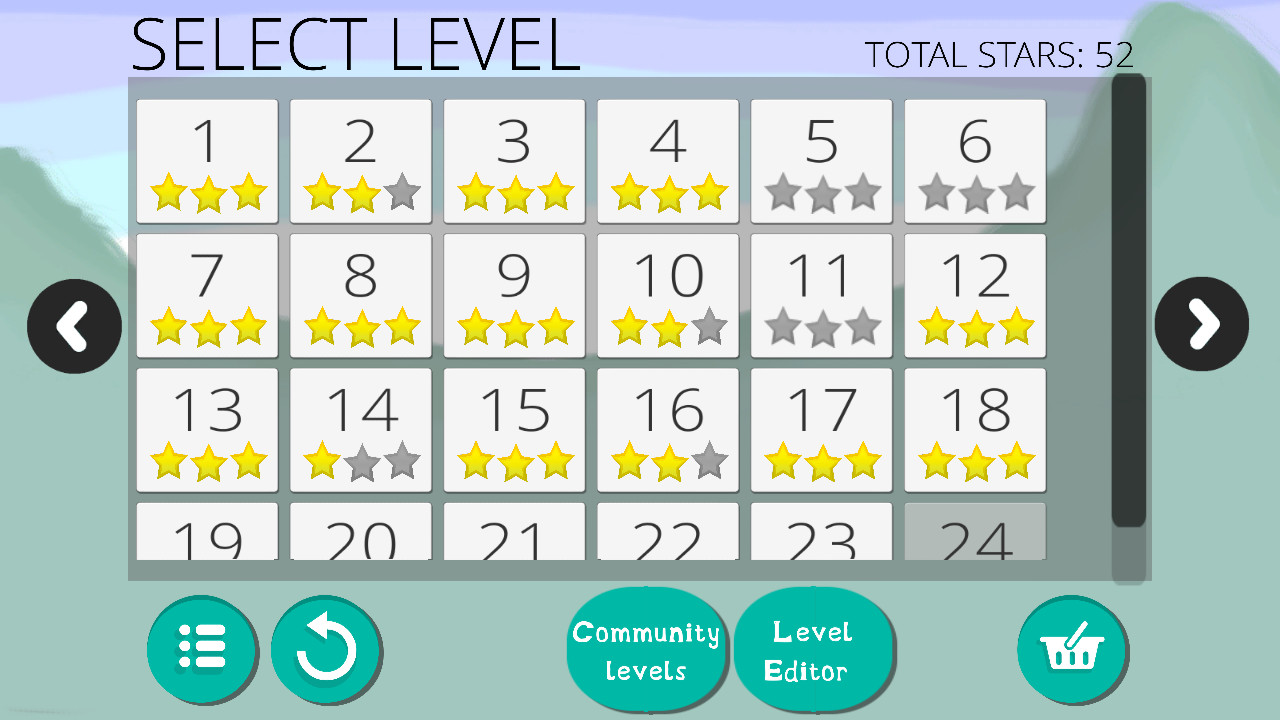 SELECT LEVEL
TOTAL STARS: 52
1 2 3 4 5 6
7 8 9 10 11 12
13 14 15 16 17 18
19 20 21 22 23 24
Community levels
Level Editor